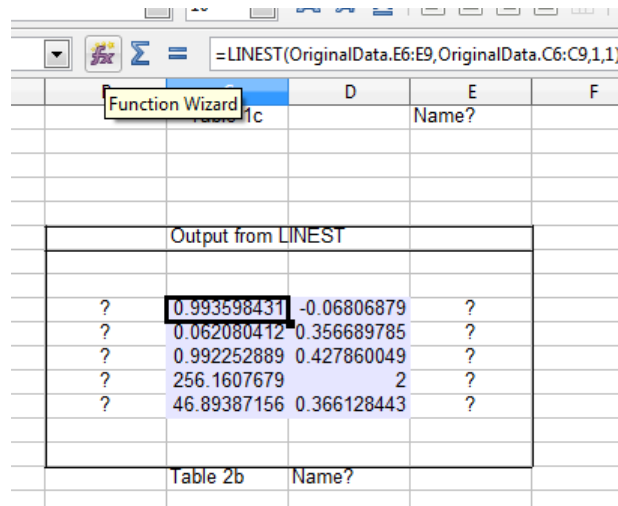 =LINEST(OriginalData.E6:E9,OriginalData.C6:C9,1,1)
D E F
Function Wizard
1c Name?
Output from LINEST
? 0.993598431 -0.06806879 ?
? 0.062080412 0.356689785 ?
? 0.992252889 0.427860049 ?
? 256.1607679 2 ?
? 46.89387156 0.366128443 ?
Table 2b Name?